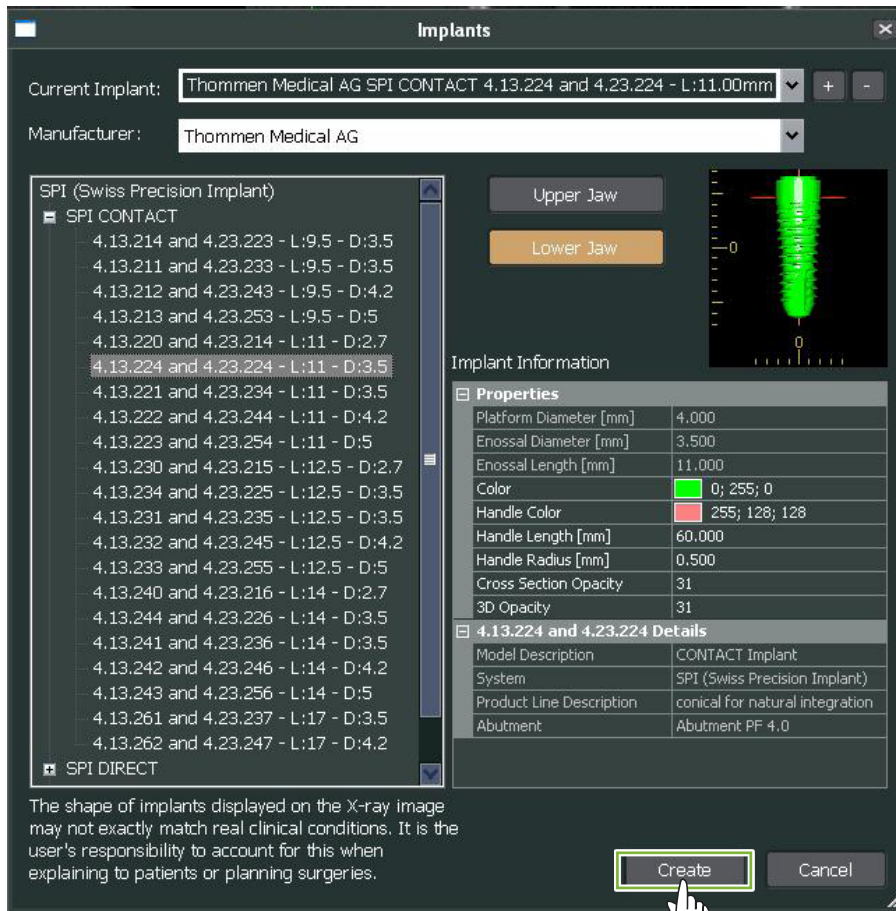 Implants
Current Implant: Thommen Medical AG SPI CONTACT 4.13.224 and 4.23.224 - L:11.00mm + -
Manufacturer: Thommen Medical AG
SPI (Swiss Precision Implant)
SPI CONTACT
4.13.214 and 4.23.223 - L:9.5 - D:3.5
4.13.211 and 4.23.233 - L:9.5 - D:3.5
4.13.212 and 4.23.243 - L:9.5 - D:4.2
4.13.213 and 4.23.253 - L:9.5 - D:5
4.13.220 and 4.23.214 - L:11 - D:2.7
4.13.224 and 4.23.224 - L:11 - D:3.5
4.13.221 and 4.23.234 - L:11 - D:3.5
4.13.222 and 4.23.244 - L:11 - D:4.2
4.13.223 and 4.23.254 - L:11 - D:5
4.13.230 and 4.23.215 - L:12.5 - D:2.7
4.13.234 and 4.23.225 - L:12.5 - D:3.5
4.13.231 and 4.23.235 - L:12.5 - D:3.5
4.13.232 and 4.23.245 - L:12.5 - D:4.2
4.13.233 and 4.23.255 - L:12.5 - D:5
4.13.240 and 4.23.216 - L:14 - D:2.7
4.13.244 and 4.23.226 - L:14 - D:3.5
4.13.241 and 4.23.236 - L:14 - D:3.5
4.13.242 and 4.23.246 - L:14 - D:4.2
4.13.243 and 4.23.256 - L:14 - D:5
4.13.261 and 4.23.237 - L:17 - D:3.5
4.13.262 and 4.23.247 - L:17 - D:4.2
SPI DIRECT
Upper Jaw
Lower Jaw
0
0
Implant Information
Properties
Platform Diameter [mm] 4.000
Enossal Diameter [mm] 3.500
Enossal Length [mm] 11.000
Color 0; 255; 0
Handle Color 255; 128; 128
Handle Length [mm] 60.000
Handle Radius [mm] 0.500
Cross Section Opacity 31
3D Opacity 31
4.13.224 and 4.23.224 Details
Model Description CONTACT Implant
System SPI (Swiss Precision Implant)
Product Line Description conical for natural integration
Abutment Abutment PF 4.0
The shape of implants displayed on the X-ray image
may not exactly match real clinical conditions. It is the
user's responsibility to account for this when
explaining to patients or planning surgeries.
Create Cancel